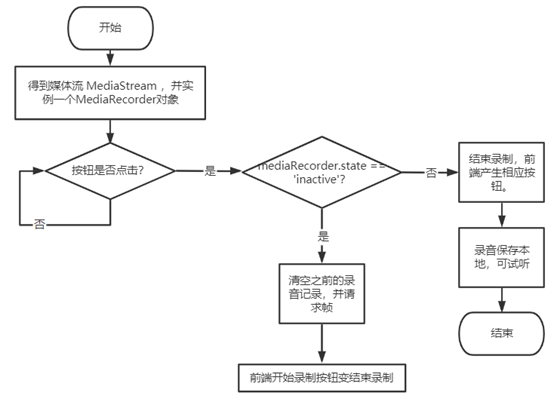 开始
得到媒体流 MediaStream ，并实
例一个MediaRecorder对象
按钮是否点击?
是
否
mediaRecorder.state ==
'inactive'?
否
是
结束录制，前
端产生相应按
钮。
录音保存本
地，可试听
结束
清空之前的录
音记录，并请
求帧
前端开始录制按钮变结束录制